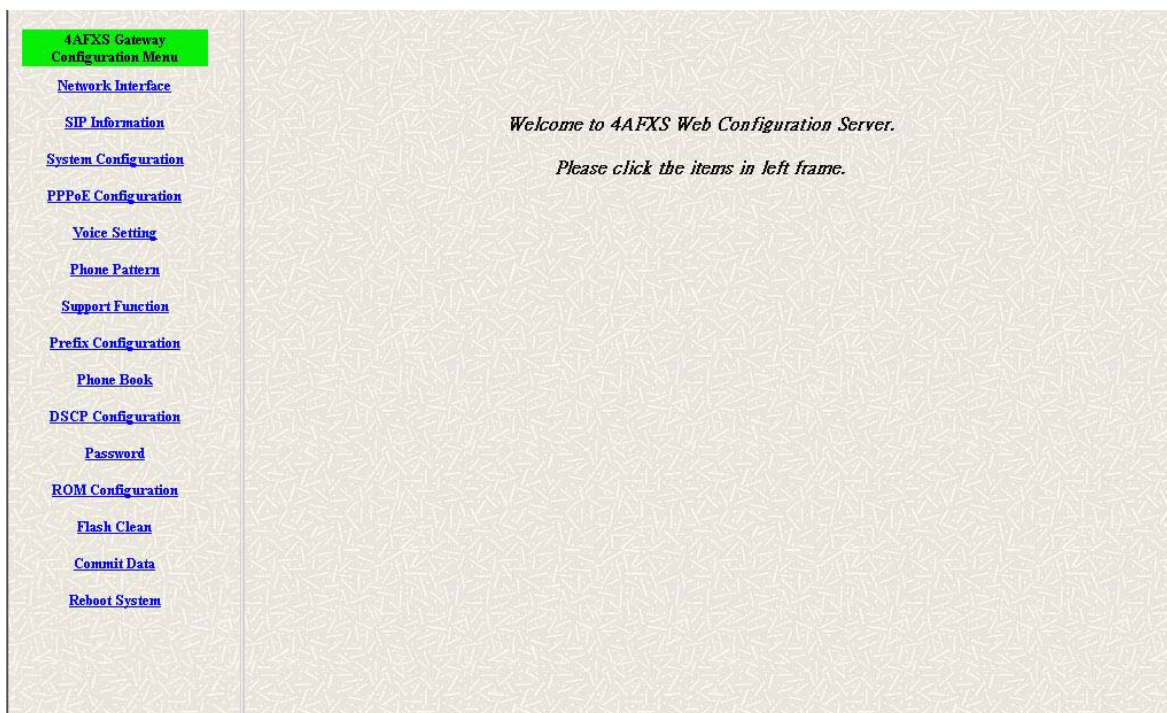 4AFXS Gateway
Configuration Menu
Network Interface
SIP Information
System Configuration
PPPoE Configuration
Voice Setting
Phone Pattern
Support Function
Prefix Configuration
Phone Book
DSCP Configuration
Password
ROM Configuration
Flash Clean
Commit Data
Reboot System
Welcome to 4AFXS Web Configuration Server.
Please click the items in left frame.